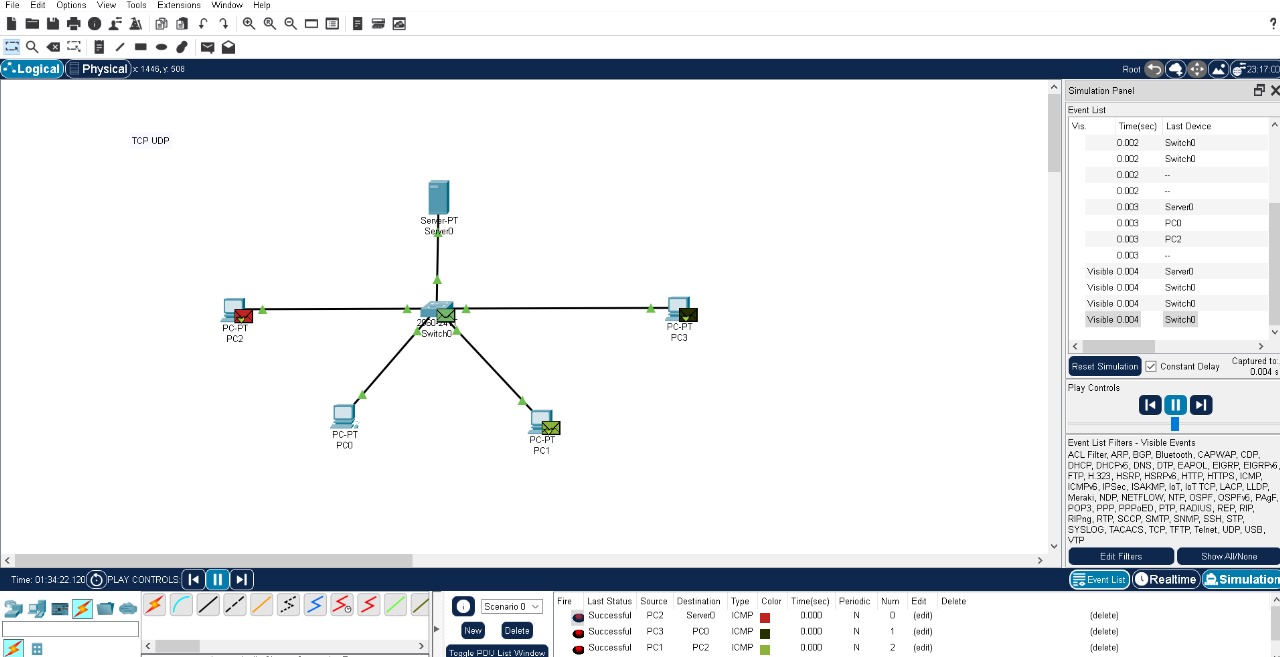 File Edit Options View Tools Extensions Window Help
?
Logical Physical x: 1446, y: 508
Root 23:17:00
TCP UDP
Server-PT
Server0
PC-PT
PC2
Switch0
PC-PT
PC3
PC-PT
PC0
PC-PT
PC1
Simulation Panel
Event List
Vis. Time(sec) Last Device
0.002 Switch0
0.002 Switch0
0.002 --
0.002 --
0.003 Server0
0.003 PC0
0.003 PC2
0.003 --
Visible 0.004 Server0
Visible 0.004 Switch0
Visible 0.004 Switch0
Visible 0.004 Switch0
Reset Simulation Constant Delay Captured to:
0.004 s
Play Controls
Event List Filters - Visible Events
ACL Filter, ARP, BGP, Bluetooth, CAPWAP, CDP,
DHCP, DHCPv6, DNS, DTP, EAPOL, EIGRP, EIGRPv6,
FTP, H.323, HSRP, HSRPv6, HTTP, HTTPS, ICMP,
ICMPv6, IPSec, ISAKMP, IoT, IoT TCP, LACP, LLDP,
Meraki, NDP, NETFLOW, NTP, OSPF, OSPFv6, PAgP,
POP3, PPP, PPPoED, PTP, RADIUS, REP, RIP,
RIPng, RTP, SCCP, SMTP, SNMP, SSH, STP,
SYSLOG, TACACS, TCP, TFTP, Telnet, UDP, USB,
VTP
Edit Filters Show All/None
Time: 01:34:22.120 PLAY CONTROLS:
Event List Realtime Simulation
Scenario 0
New Delete
Toggle PDU List Window
Fire Last Status Source Destination Type Color Time(sec) Periodic Num Edit Delete
Successful PC2 Server0 ICMP 0.000 N 0 (edit) (delete)
Successful PC3 PC0 ICMP 0.000 N 1 (edit) (delete)
Successful PC1 PC2 ICMP 0.000 N 2 (edit) (delete)